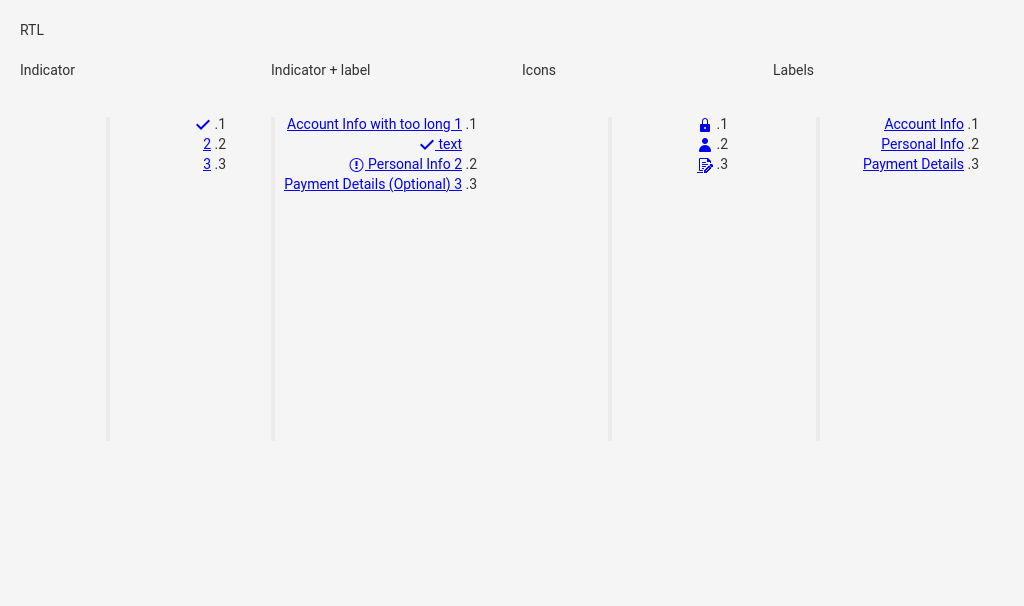 RTL
Indicator
Indicator + label
Icons
Labels
.1
2 .2
3 .3
Account Info with too long 1 .1
text
Personal Info 2 .2
Payment Details (Optional) 3 .3
.1
.2
.3
Account Info .1
Personal Info .2
Payment Details .3